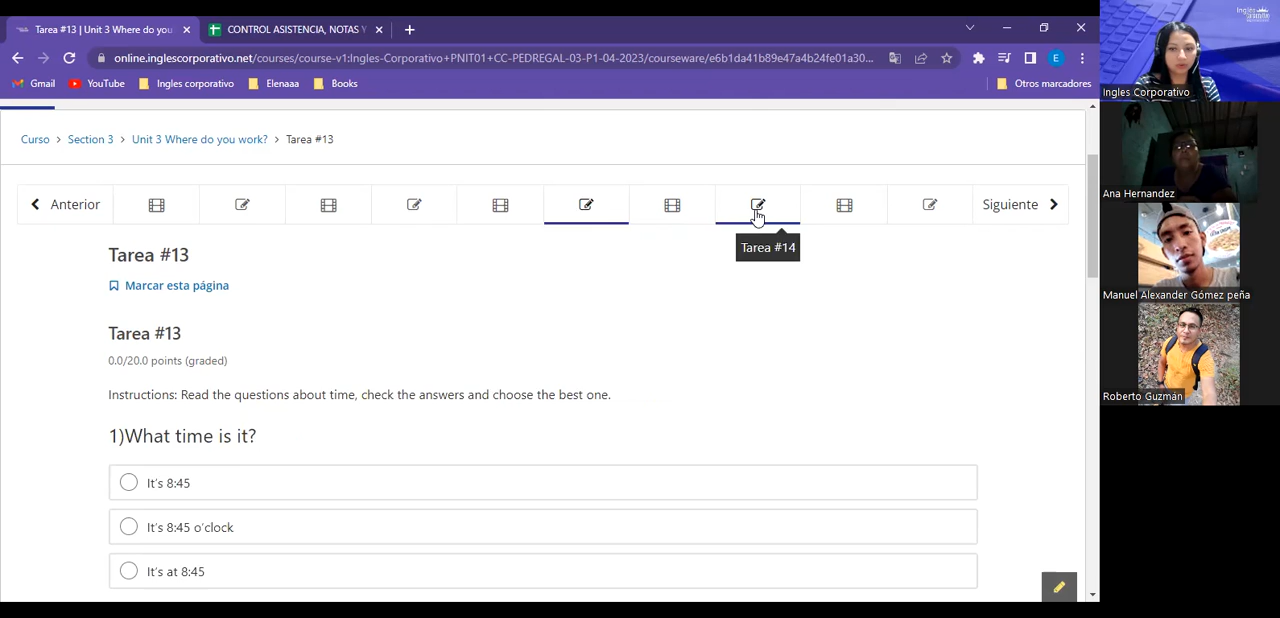 Tarea #13 | Unit 3 Where do you
CONTROL ASISTENCIA, NOTAS Y
online.inglescorporativo.net/courses/course-v1:Ingles-Corporativo+PNIT01+CC-PEDREGAL-03-P1-04-2023/courseware/e6b1da41b89e47a4b24fe01a30...
E
Gmail
YouTube
Ingles corporativo
Elenaaa
Books
Otros marcadores
Curso > Section 3 > Unit 3 Where do you work? > Tarea #13
Anterior
Siguiente
Tarea #14
Tarea #13
Marcar esta página
Tarea #13
0.0/20.0 points (graded)
Instructions: Read the questions about time, check the answers and choose the best one.
1)What time is it?
It's 8:45
It's 8:45 o'clock
It's at 8:45
Ingles Corporativo
Ana Hernandez
Manuel Alexander Gómez peña
Roberto Guzmán